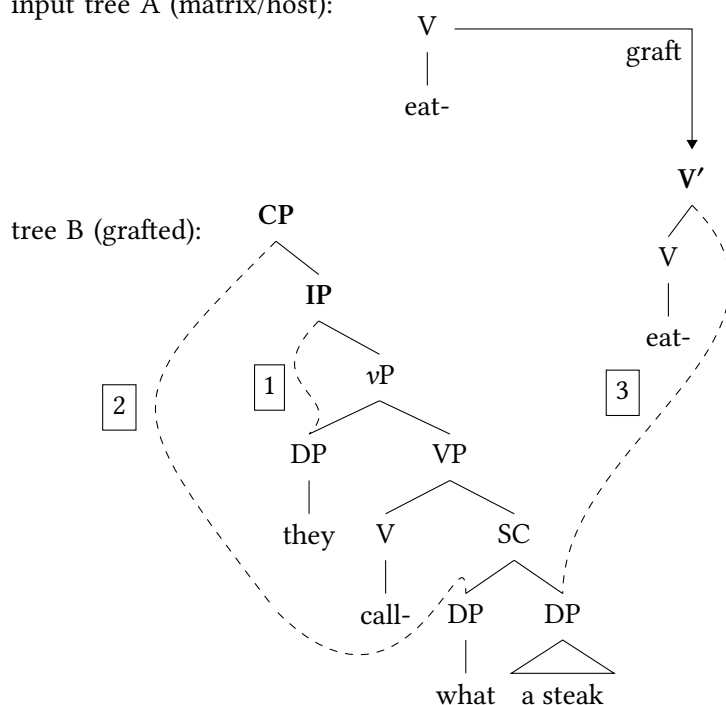 input tree A (matrix/host):
V
graft
eat-
V′
CP
tree B (grafted):
V
IP
eat-
1
vP
3
2
DP
VP
they
V
SC
call-
DP
DP
what
a steak